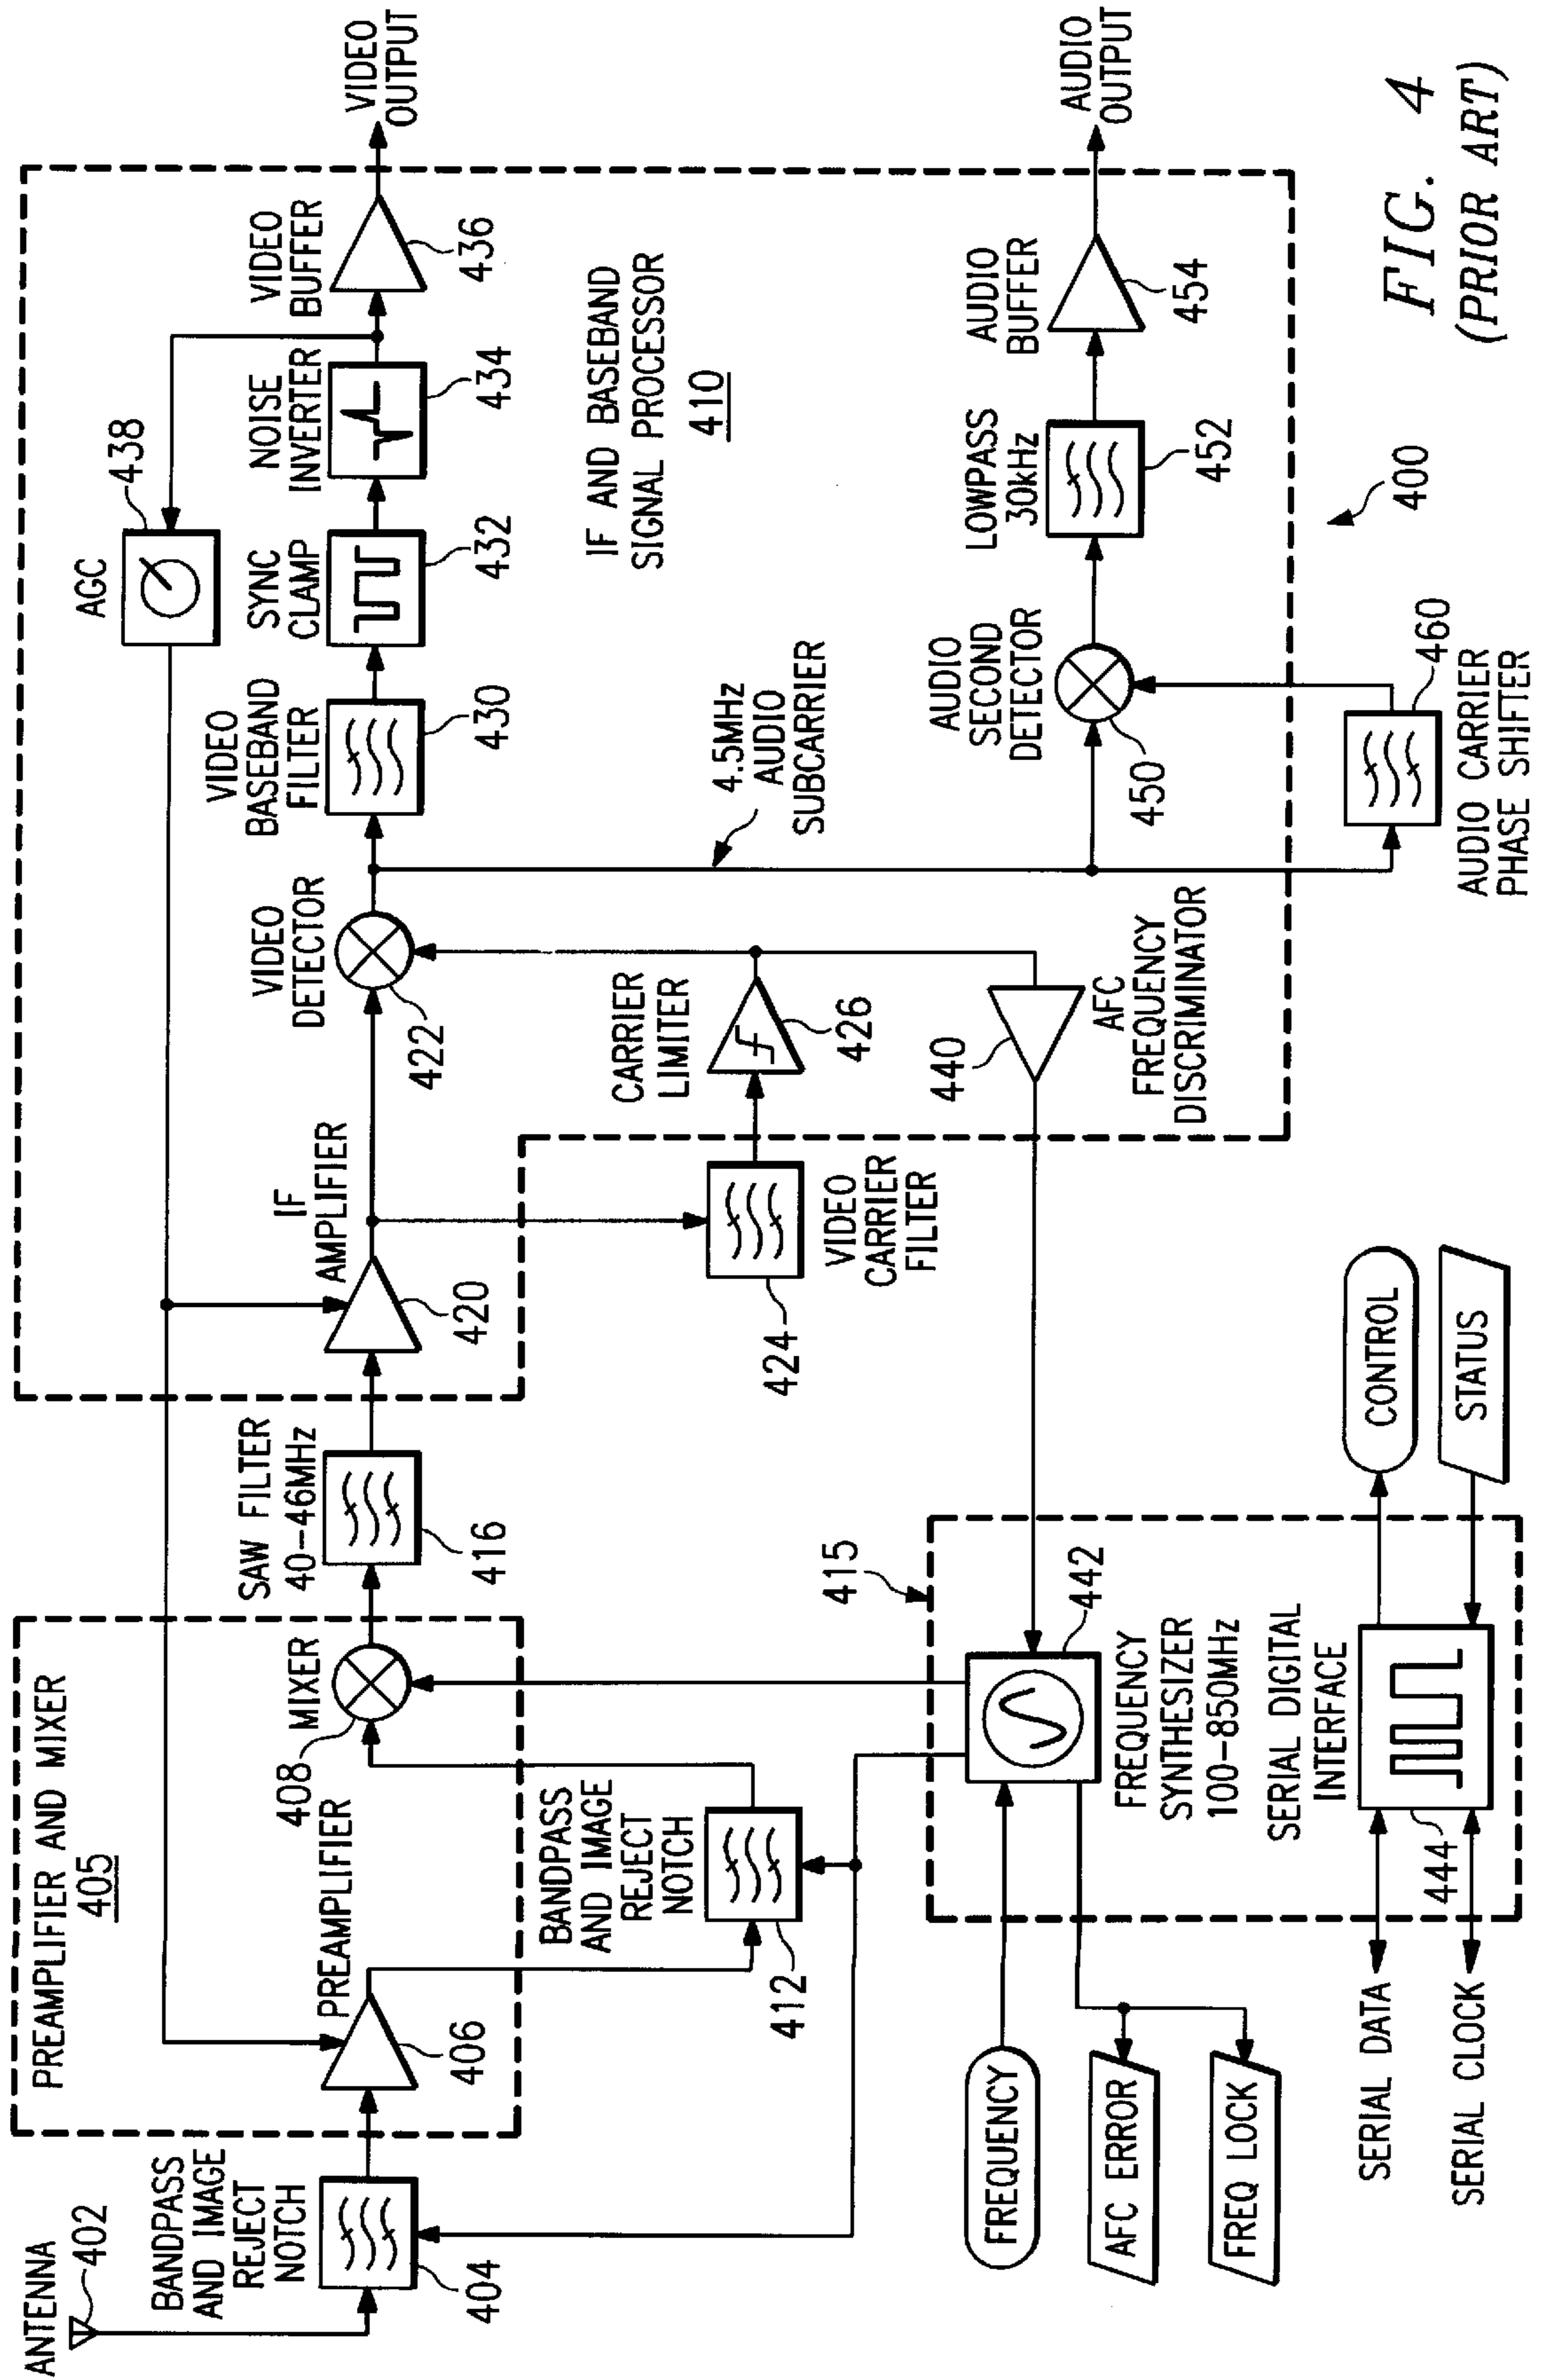 ANTENNA
402
BANDPASS
AND IMAGE
REJECT
NOTCH
404
PREAMPLIFIER AND MIXER
405
PREAMPLIFIER
406
MIXER
408
BANDPASS
AND IMAGE
REJECT
NOTCH
412
SAW FILTER
40-46MHz
416
IF
AMPLIFIER
420
VIDEO
DETECTOR
422
VIDEO
BASEBAND
FILTER
430
SYNC
CLAMP
432
NOISE
INVERTER
434
VIDEO
BUFFER
436
VIDEO
OUTPUT
AGC
438
IF AND BASEBAND
SIGNAL PROCESSOR
410
VIDEO
CARRIER
FILTER
424
CARRIER
LIMITER
426
4.5MHz
AUDIO
SUBCARRIER
440
AFC
FREQUENCY
DISCRIMINATOR
AUDIO
SECOND
DETECTOR
450
LOWPASS
30kHz
452
AUDIO
BUFFER
454
AUDIO
OUTPUT
460
AUDIO CARRIER
PHASE SHIFTER
400
415
442
FREQUENCY
SYNTHESIZER
100-850MHz
SERIAL DIGITAL
INTERFACE
444
FREQUENCY
AFC ERROR
FREQ LOCK
SERIAL DATA
SERIAL CLOCK
CONTROL
STATUS
FIG. 4
(PRIOR ART)